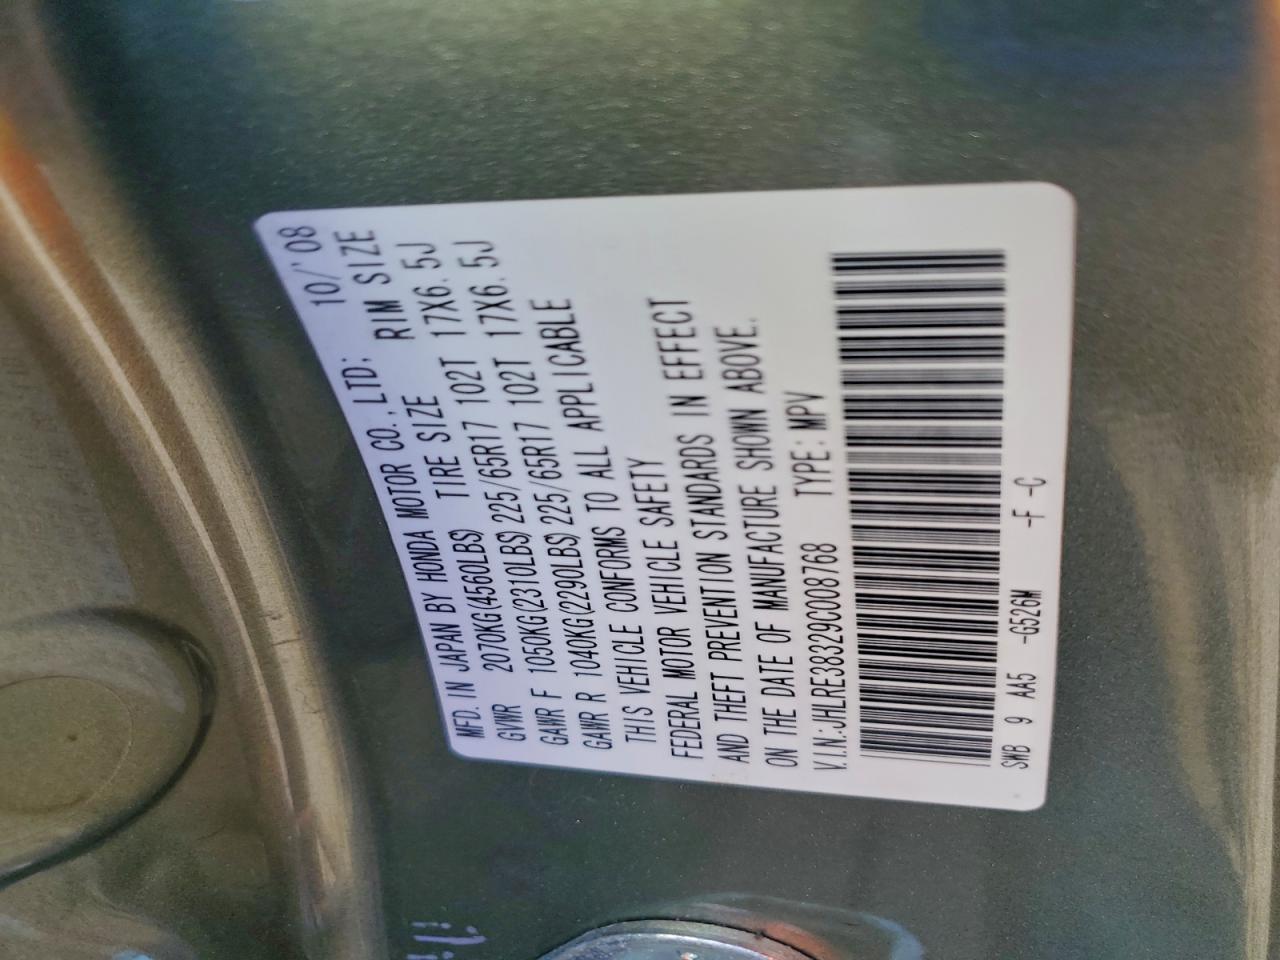 MFD. IN JAPAN BY HONDA MOTOR CO., LTD: 10/'08
GVWR 2070KG(4560LBS) TIRE SIZE RIM SIZE
GAWR F 1050KG(2310LBS) 225/65R17 102T 17X6.5J
GAWR R 1040KG(2290LBS) 225/65R17 102T 17X6.5J
THIS VEHICLE CONFORMS TO ALL APPLICABLE
FEDERAL MOTOR VEHICLE SAFETY
AND THEFT PREVENTION STANDARDS IN EFFECT
ON THE DATE OF MANUFACTURE SHOWN ABOVE.
V.I.N.:JHLRE38329C008768 TYPE: MPV
SWB 9 AA5 -G526M -F -C